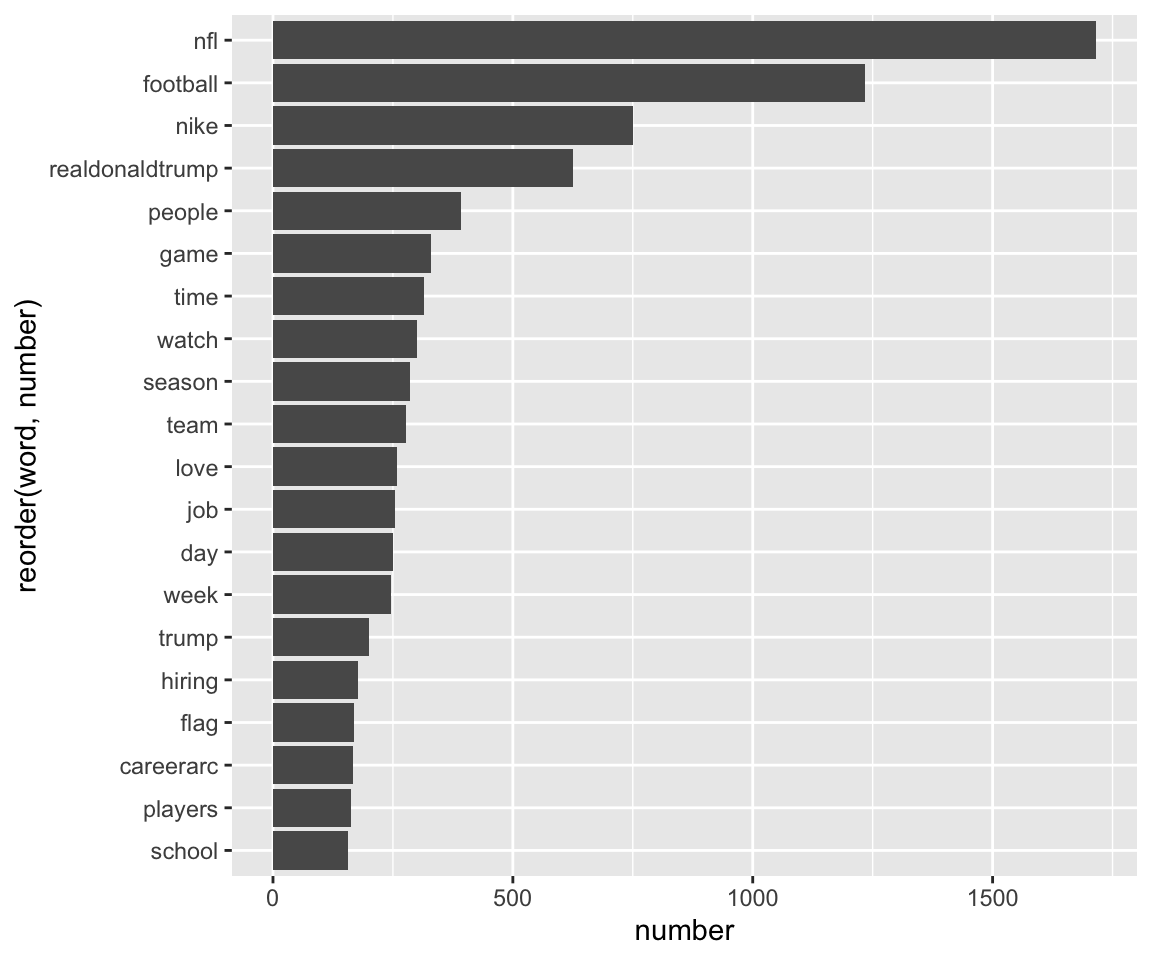 nfl
football
nike
realdonaldtrump
people
game
time
watch
season
team
love
job
day
week
trump
hiring
flag
careerarc
players
school
reorder(word, number)
0 500 1000 1500
number